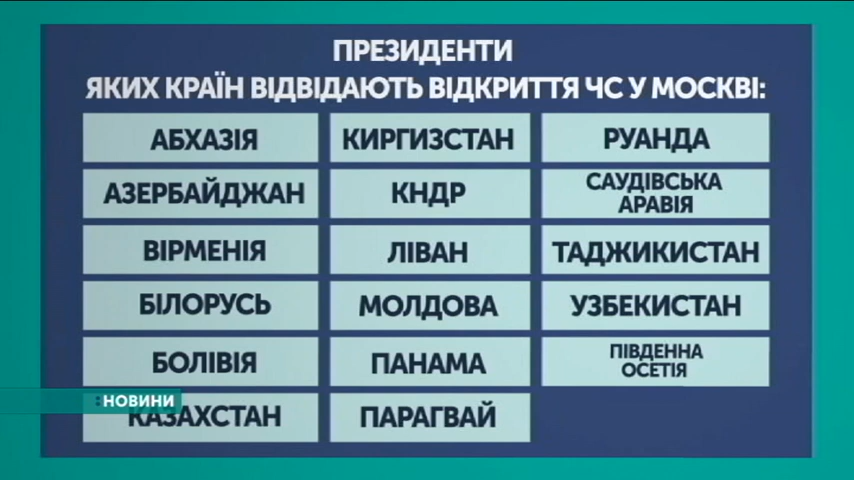 ПРЕЗИДЕНТИ
ЯКИХ КРАЇН ВІДВІДАЮТЬ ВІДКРИТТЯ ЧС У МОСКВІ:
АБХАЗІЯ
АЗЕРБАЙДЖАН
ВІРМЕНІЯ
БІЛОРУСЬ
БОЛІВІЯ
КАЗАХСТАН
КИРГИЗСТАН
КНДР
ЛІВАН
МОЛДОВА
ПАНАМА
ПАРАГВАЙ
РУАНДА
САУДІВСЬКА
АРАВІЯ
ТАДЖИКИСТАН
УЗБЕКИСТАН
ПІВДЕННА
ОСЕТІЯ
:НОВИНИ